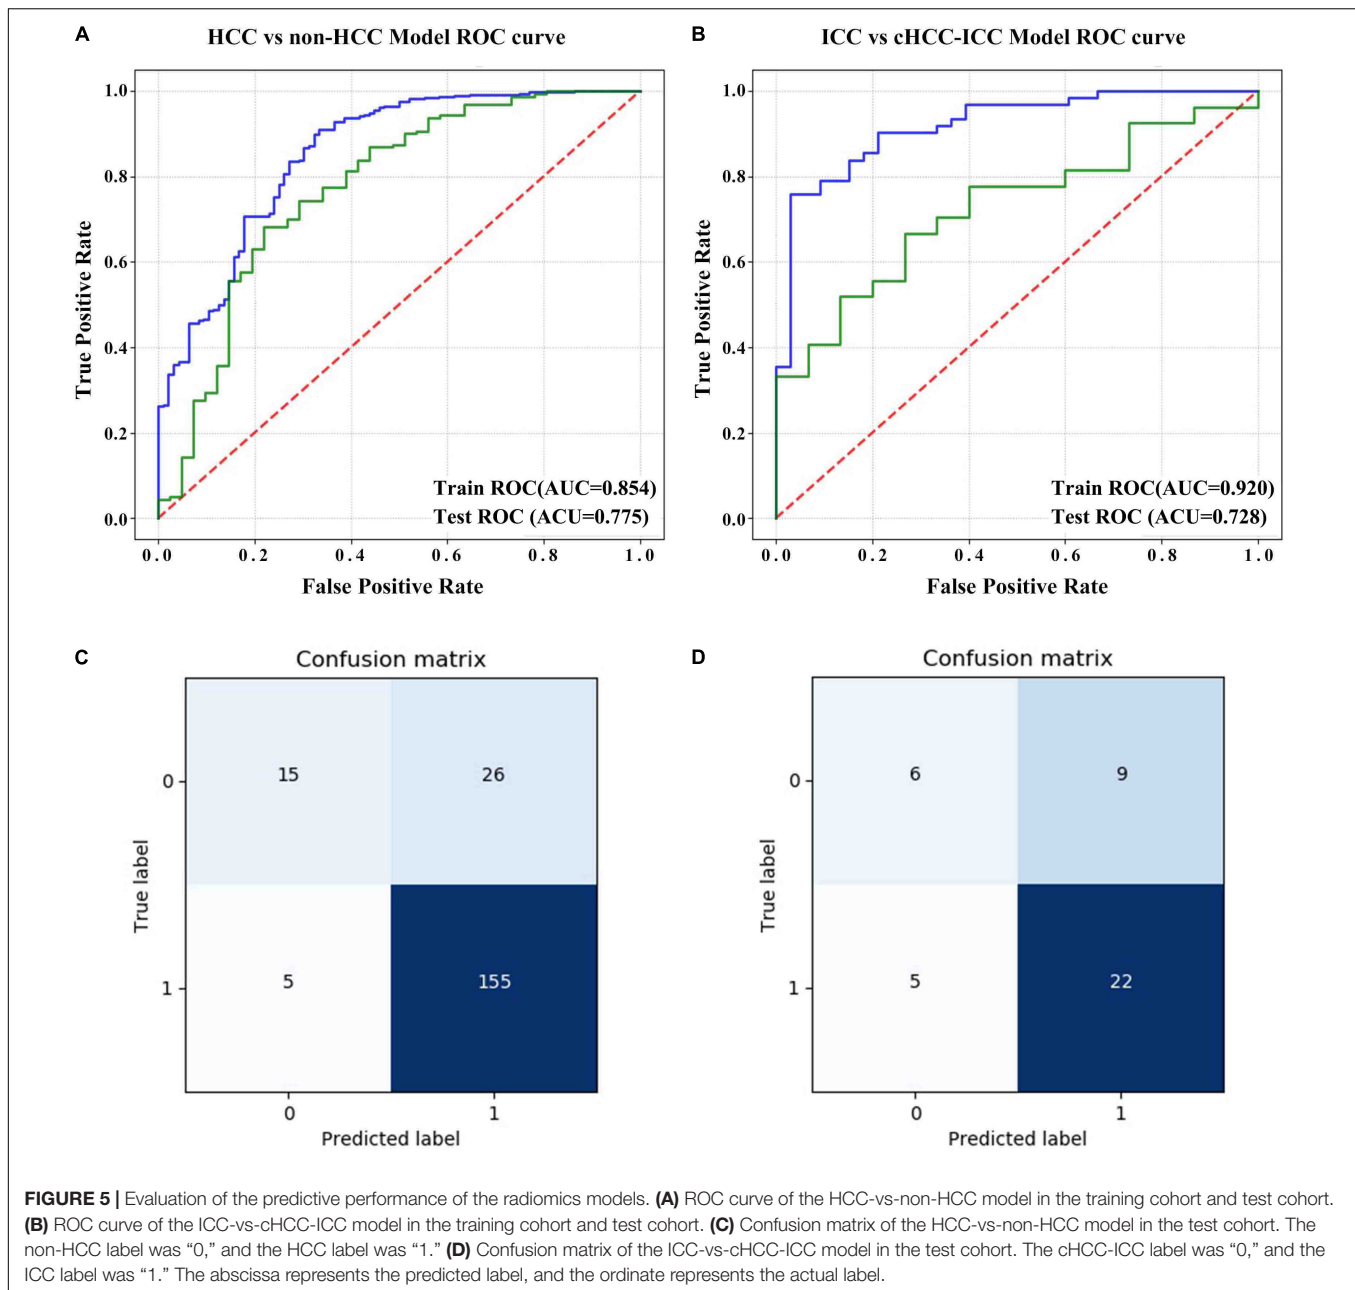 A
HCC vs non-HCC Model ROC curve
1.0
0.8
0.6
0.4
0.2
0.0
True Positive Rate
Train ROC(AUC=0.854)
Test ROC (ACU=0.775)
0.0 0.2 0.4 0.6 0.8 1.0
False Positive Rate
B
ICC vs cHCC-ICC Model ROC curve
1.0
0.8
0.6
0.4
0.2
0.0
True Positive Rate
Train ROC(AUC=0.920)
Test ROC (ACU=0.728)
0.0 0.2 0.4 0.6 0.8 1.0
False Positive Rate
C
Confusion matrix
True label
0 15 26
1 5 155
0 1
Predicted label
D
Confusion matrix
True label
0 6 9
1 5 22
0 1
Predicted label
FIGURE 5 | Evaluation of the predictive performance of the radiomics models. (A) ROC curve of the HCC-vs-non-HCC model in the training cohort and test cohort.
(B) ROC curve of the ICC-vs-cHCC-ICC model in the training cohort and test cohort. (C) Confusion matrix of the HCC-vs-non-HCC model in the test cohort. The
non-HCC label was “0,” and the HCC label was “1.” (D) Confusion matrix of the ICC-vs-cHCC-ICC model in the test cohort. The cHCC-ICC label was “0,” and the
ICC label was “1.” The abscissa represents the predicted label, and the ordinate represents the actual label.